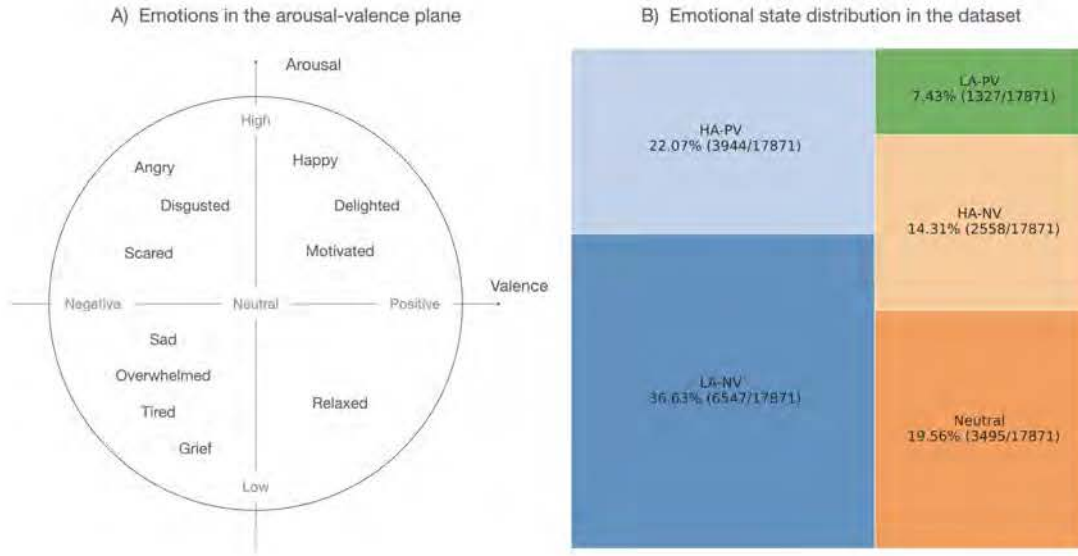 A) Emotions in the arousal-valence plane
Arousal
High
Angry
Happy
Disgusted
Delighted
Scared
Motivated
Valence
Negative
Neutral
Positive
Sad
Overwhelmed
Tired
Relaxed
Grief
Low
B) Emotional state distribution in the dataset
HA-PV
22.07% (3944/17871)
LA-PV
7.43% (1327/17871)
HA-NV
14.31% (2558/17871)
LA-NV
36.63% (6547/17871)
Neutral
19.56% (3495/17871)